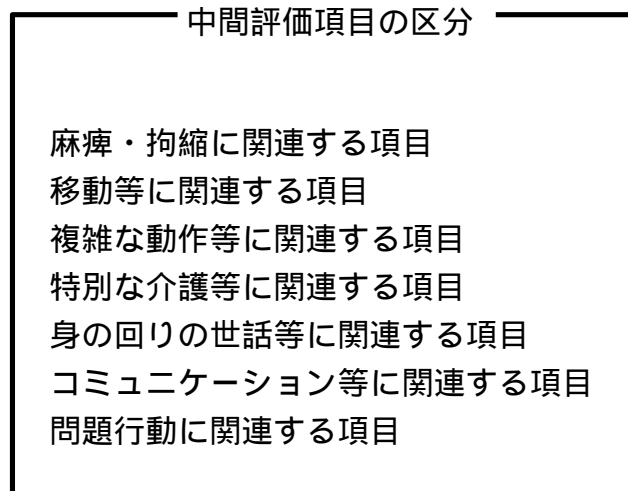 中間評価項目の区分
麻痺・拘縮に関連する項目
移動等に関連する項目
複雑な動作等に関連する項目
特別な介護等に関連する項目
身の回りの世話等に関連する項目
コミュニケーション等に関連する項目
問題行動に関連する項目